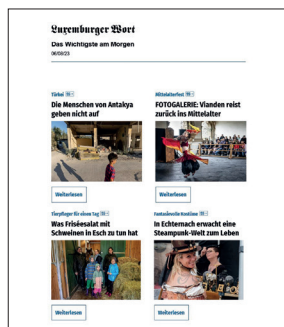 Luxemburger Wort
Das Wichtigste am Morgen
06/08/23
Türkei
Die Menschen von Antakya
geben nicht auf
Weiterlesen
Mittelalterfest
FOTOGALERIE: Vianden reist
zurück ins Mittelalter
Weiterlesen
Tierpfleger für einen Tag
Was Friséesalat mit
Schweinen in Esch zu tun hat
Weiterlesen
Fantasievolle Kostüme
In Echternach erwacht eine
Steampunk-Welt zum Leben
Weiterlesen